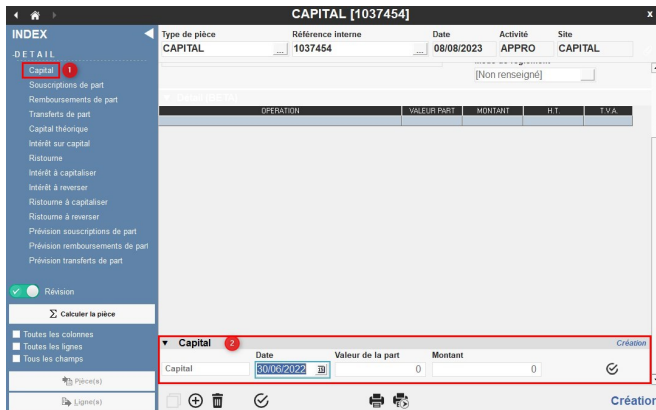 CAPITAL [1037454]
x
INDEX
Type de pièce
Référence interne
Date
Activité
Site
CAPITAL
...
1037454
...
08/08/2023
APPRO
CAPITAL
-DETAIL
[Non renseigné]
Capital
1
Souscriptions de part
Remboursements de part
Transferts de part
Capital théorique
Intérêt sur capital
Ristourne
Intérêt à capitaliser
Intérêt à reverser
Ristourne à capitaliser
Ristourne à reverser
Prévision souscriptions de part
Prévision remboursements de part
Prévision transferts de part
OPERATION
VALEUR PART
MONTANT
H.T.
T.V.A.
Révision
Σ Calculer la pièce
Toutes les colonnes
Toutes les lignes
Tous les champs
Pièce(s)
Ligne(s)
Capital
2
Création
Date
Valeur de la part
Montant
Capital
30/06/2022
0
0
Création